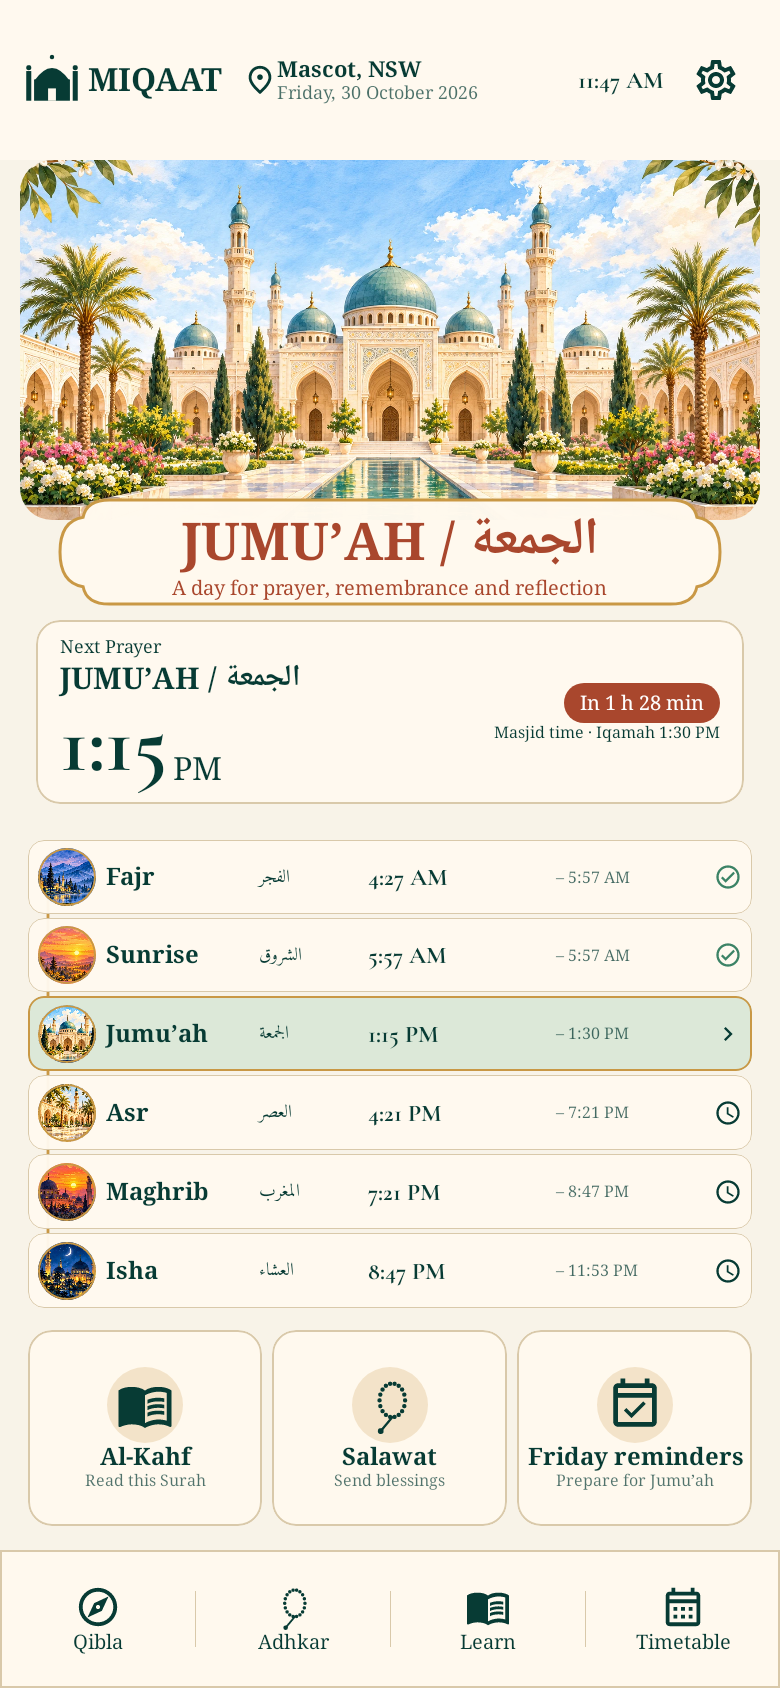 MIQAAT
Mascot, NSW
Friday, 30 October 2026
11:47 AM
JUMU’AH / الجمعة
A day for prayer, remembrance and reflection
Next Prayer
JUMU’AH / الجمعة
1:15 PM
In 1 h 28 min
Masjid time · Iqamah 1:30 PM
Fajr الفجر 4:27 AM – 5:57 AM
Sunrise الشروق 5:57 AM – 5:57 AM
Jumu’ah الجمعة 1:15 PM – 1:30 PM
Asr العصر 4:21 PM – 7:21 PM
Maghrib المغرب 7:21 PM – 8:47 PM
Isha العشاء 8:47 PM – 11:53 PM
Al-Kahf
Read this Surah
Salawat
Send blessings
Friday reminders
Prepare for Jumu’ah
Qibla
Adhkar
Learn
Timetable